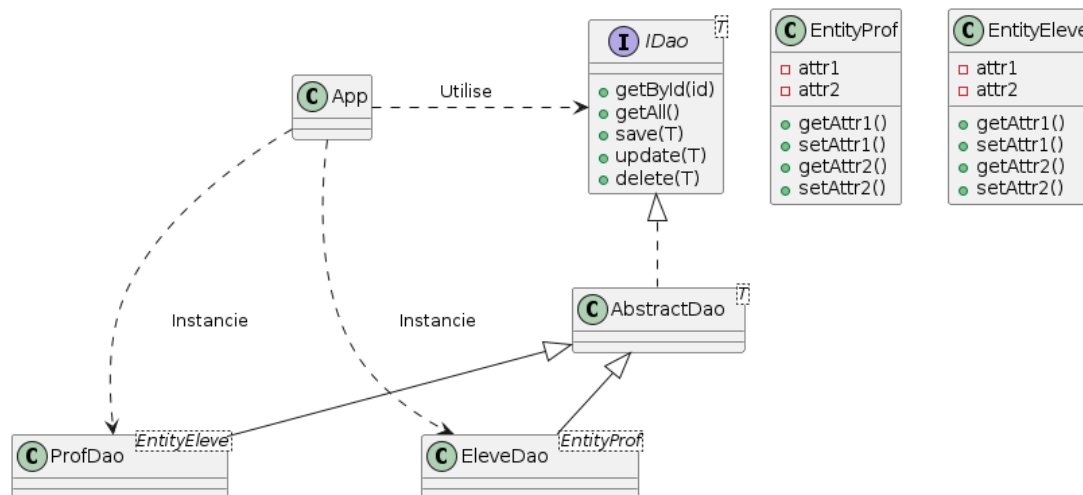 T
I IDao
getById(id)
getAll()
save(T)
update(T)
delete(T)
C EntityProf
attr1
attr2
getAttr1()
setAttr1()
getAttr2()
setAttr2()
C EntityEleve
attr1
attr2
getAttr1()
setAttr1()
getAttr2()
setAttr2()
C App
Utilise
T
C AbstractDao
Instancie
Instancie
EntityEleve
C ProfDao
EntityProf
C EleveDao